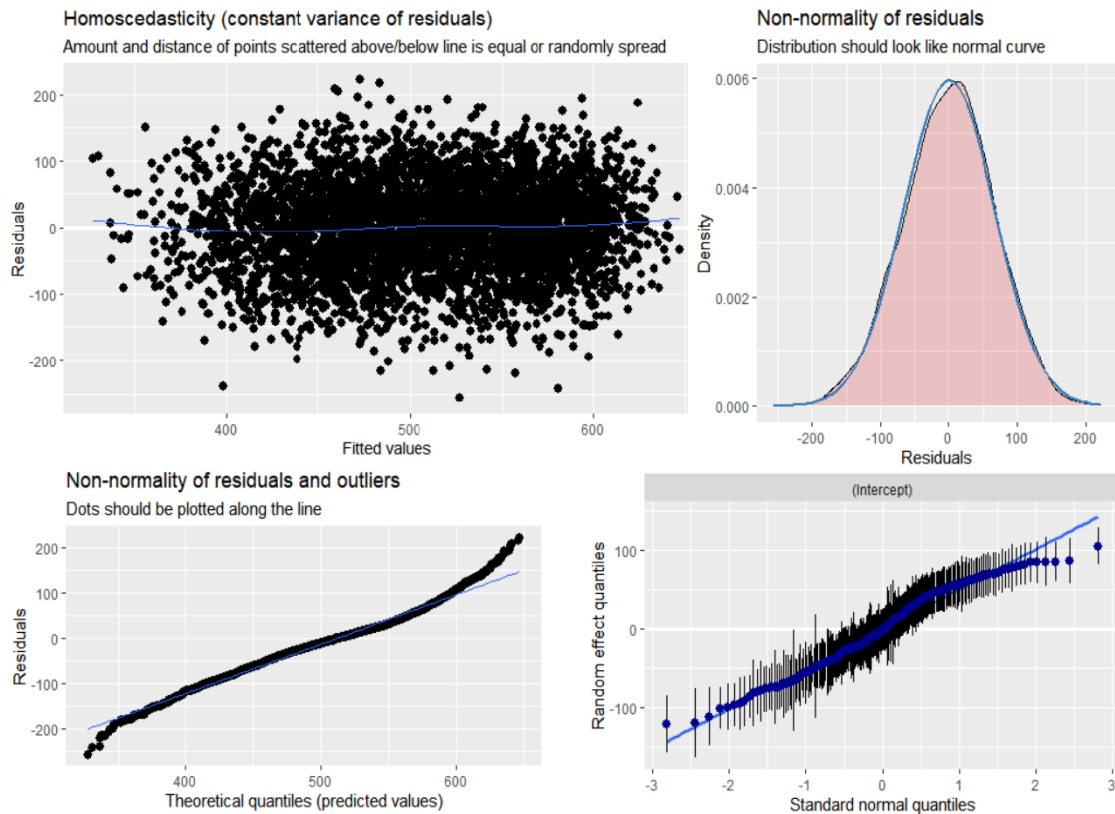 Homoscedasticity (constant variance of residuals)
Amount and distance of points scattered above/below line is equal or randomly spread
200
100
0
-100
-200
Residuals
400
500
600
Fitted values
Non-normality of residuals
Distribution should look like normal curve
0.006
0.004
0.002
0.000
Density
-200
-100
0
100
200
Residuals
Non-normality of residuals and outliers
Dots should be plotted along the line
200
100
0
-100
-200
Residuals
400
500
600
Theoretical quantiles (predicted values)
(Intercept)
100
0
-100
Random effect quantiles
-3
-2
-1
0
1
2
3
Standard normal quantiles